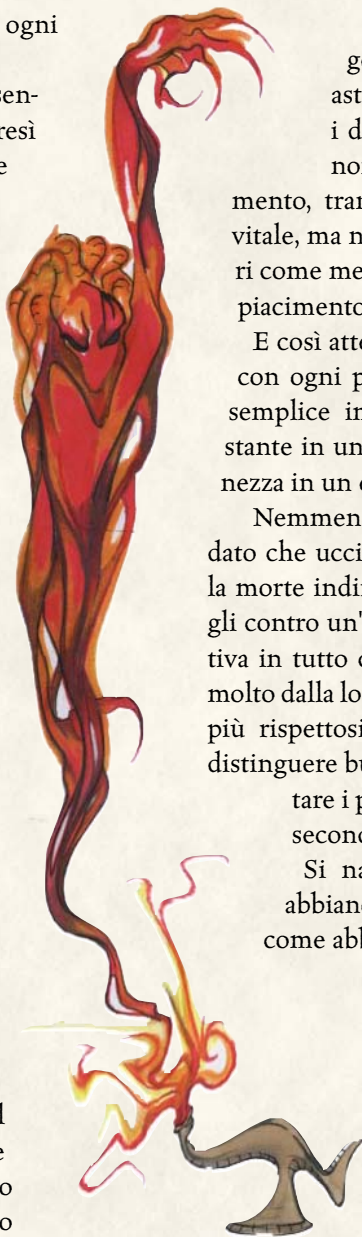 ogni
sen-
resì
e
l
e
o
o
ge
ast
i d
no
mento, tran
vitale, ma n
ri come me
piacimento
E così atte
con ogni p
semplice in
stante in un
nezza in un
Nemmen
dato che ucci
la morte indi
gli contro un'
tiva in tutto
molto dalla lo
più rispettosi
distinguere bu
tare i p
second
Si na
abbian
come abb